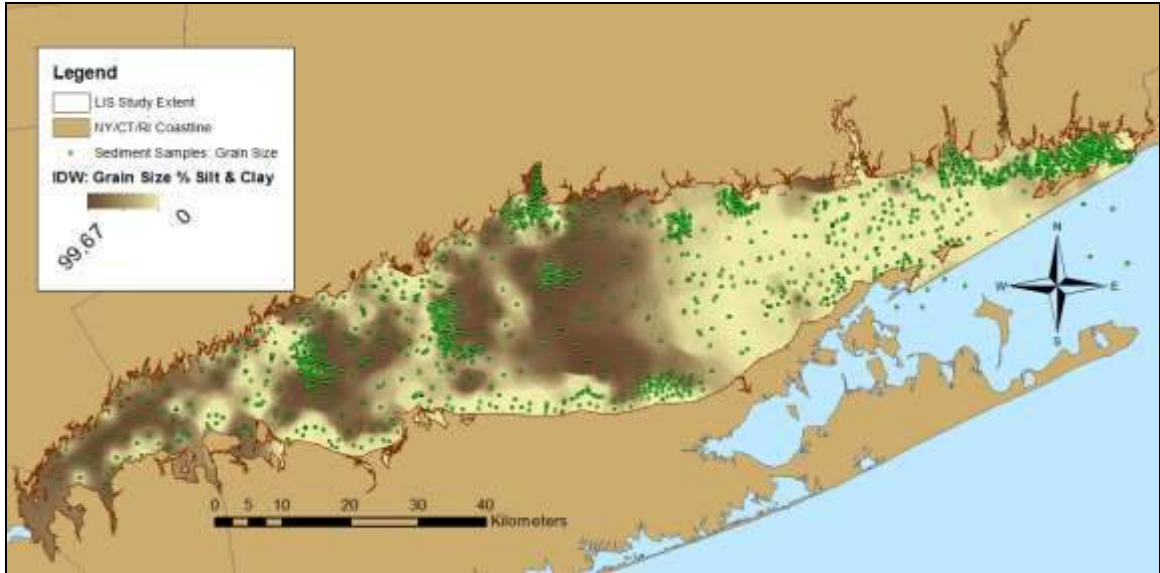 Legend
LIS Study Extent
NY/CT/RI Coastline
Sediment Samples: Grain Size
IDW: Grain Size % Silt & Clay
99.67 0
N
W E
S
0 5 10 20 30 40
Kilometers